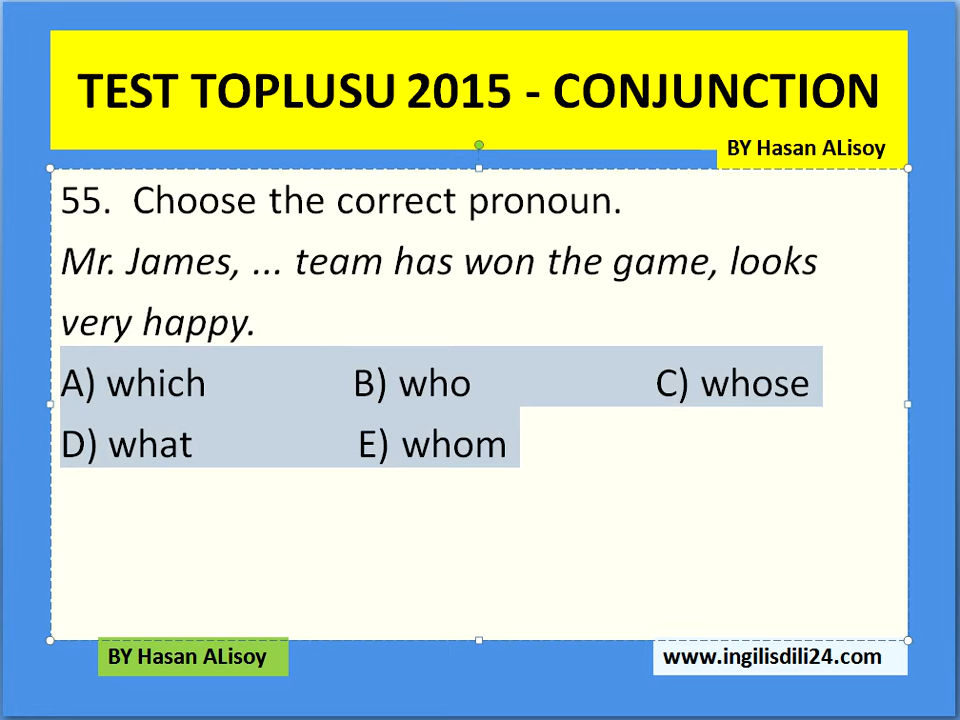 TEST TOPLUSU 2015 - CONJUNCTION
BY Hasan ALisoy
55. Choose the correct pronoun.
Mr. James, ... team has won the game, looks
very happy.
A) which B) who C) whose
D) what E) whom
BY Hasan ALisoy
www.ingilisdili24.com